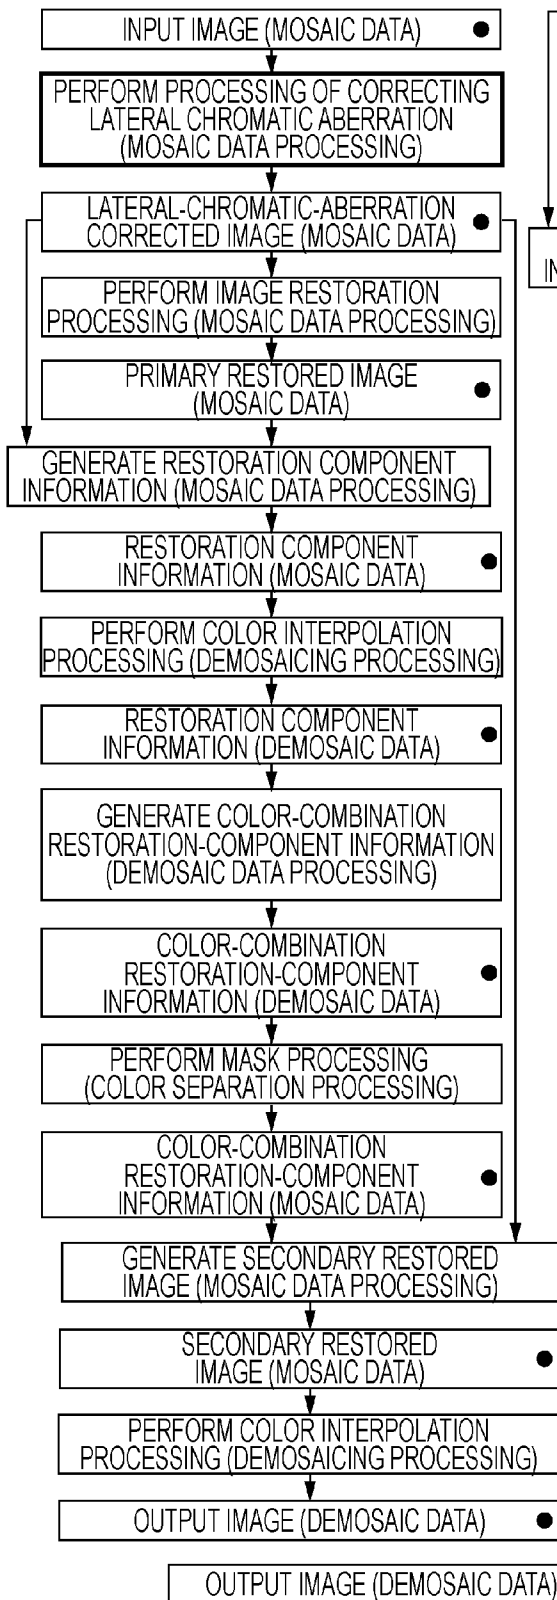 INPUT IMAGE (MOSAIC DATA)
PERFORM PROCESSING OF CORRECTING
LATERAL CHROMATIC ABERRATION
(MOSAIC DATA PROCESSING)
LATERAL-CHROMATIC-ABERRATION
CORRECTED IMAGE (MOSAIC DATA)
IN
PERFORM IMAGE RESTORATION
PROCESSING (MOSAIC DATA PROCESSING)
PRIMARY RESTORED IMAGE
(MOSAIC DATA)
GENERATE RESTORATION COMPONENT
INFORMATION (MOSAIC DATA PROCESSING)
RESTORATION COMPONENT
INFORMATION (MOSAIC DATA)
PERFORM COLOR INTERPOLATION
PROCESSING (DEMOSAICING PROCESSING)
RESTORATION COMPONENT
INFORMATION (DEMOSAIC DATA)
GENERATE COLOR-COMBINATION
RESTORATION-COMPONENT INFORMATION
(DEMOSAIC DATA PROCESSING)
COLOR-COMBINATION
RESTORATION-COMPONENT
INFORMATION (DEMOSAIC DATA)
PERFORM MASK PROCESSING
(COLOR SEPARATION PROCESSING)
COLOR-COMBINATION
RESTORATION-COMPONENT
INFORMATION (MOSAIC DATA)
GENERATE SECONDARY RESTORED
IMAGE (MOSAIC DATA PROCESSING)
SECONDARY RESTORED
IMAGE (MOSAIC DATA)
PERFORM COLOR INTERPOLATION
PROCESSING (DEMOSAICING PROCESSING)
OUTPUT IMAGE (DEMOSAIC DATA)
OUTPUT IMAGE (DEMOSAIC DATA)